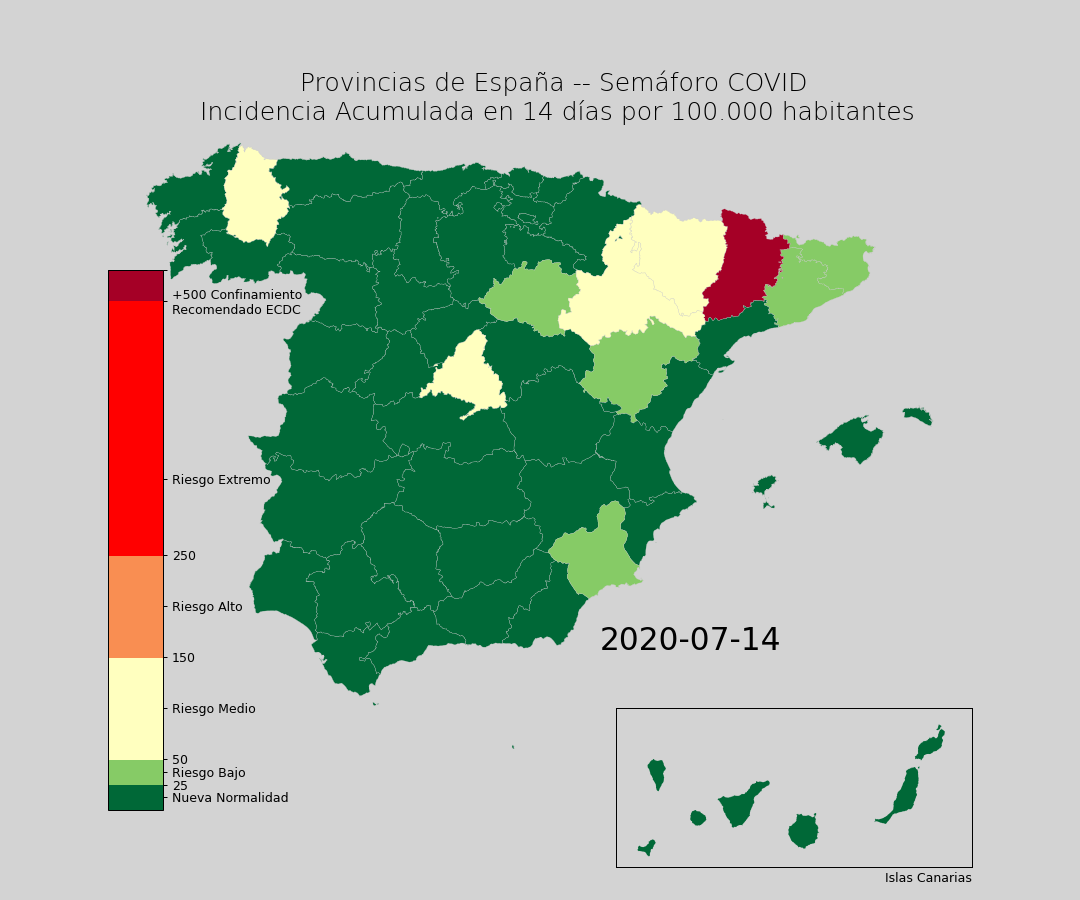 Provincias de España -- Semáforo COVID
Incidencia Acumulada en 14 días por 100.000 habitantes
+500 Confinamiento
Recomendado ECDC
Riesgo Extremo
250
Riesgo Alto
150
Riesgo Medio
50
Riesgo Bajo
25
Nueva Normalidad
2020-07-14
Islas Canarias